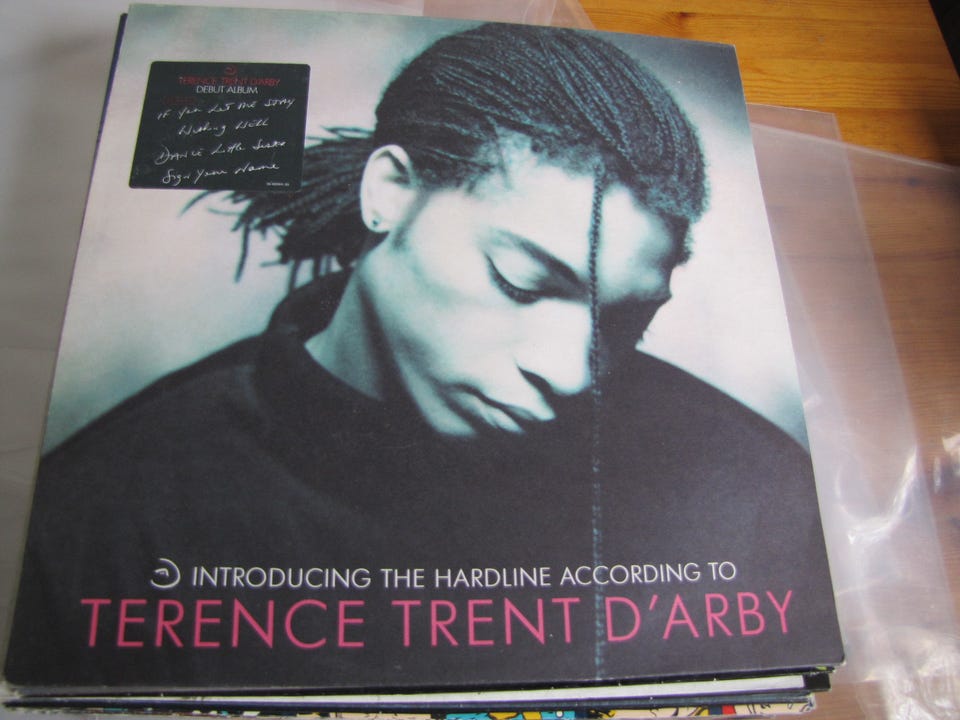 TERENCE TRENT D'ARBY
DEBUT ALBUM
If You Let Me Stay
Wishing Well
Dance Little Sister
Sign Your Name
INTRODUCING THE HARDLINE ACCORDING TO
TERENCE TRENT D'ARBY